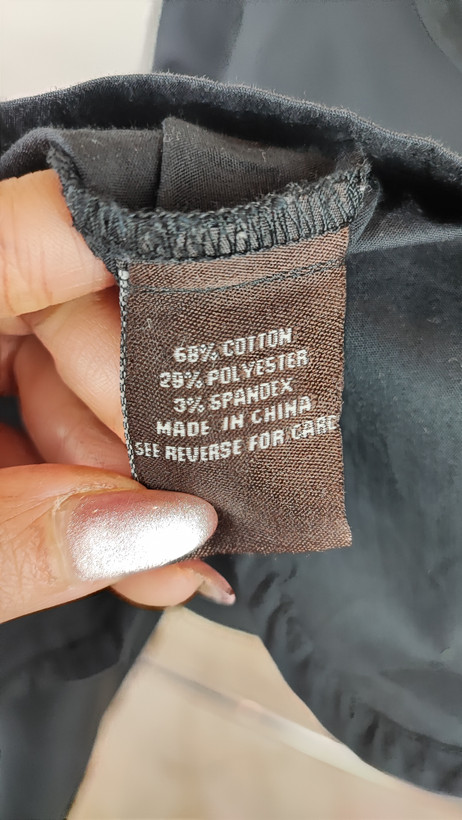 68% COTTON
29% POLYESTER
3% SPANDEX
MADE IN CHINA
SEE REVERSE FOR CARE